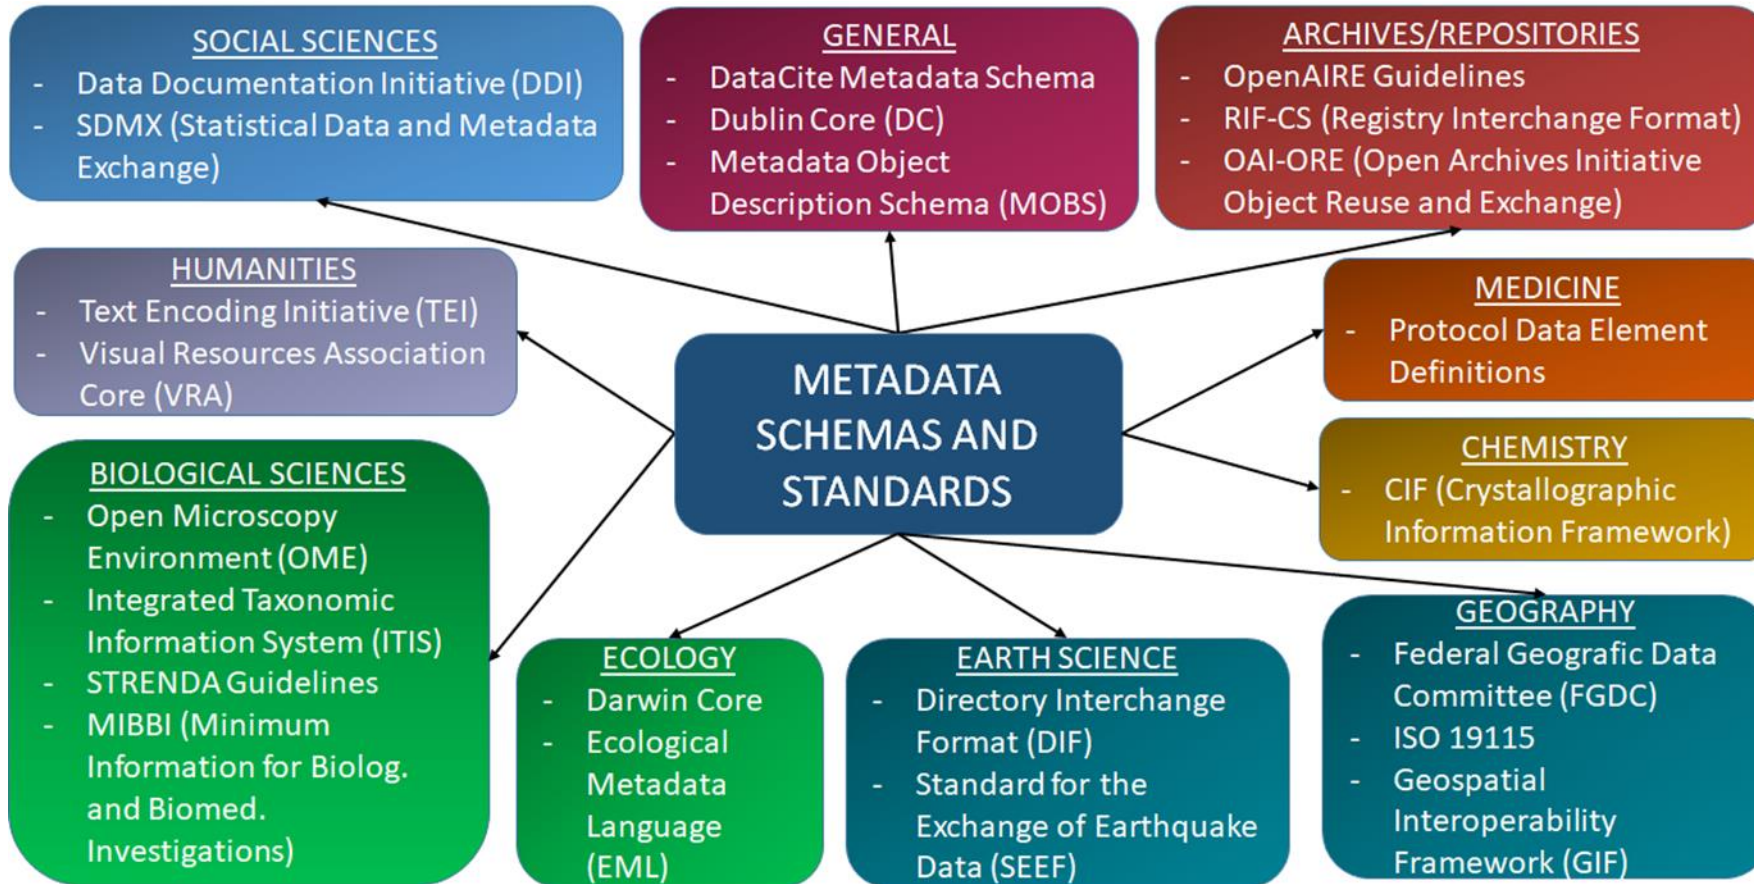 SOCIAL SCIENCES
- Data Documentation Initiative (DDI)
- SDMX (Statistical Data and Metadata
Exchange)
GENERAL
- DataCite Metadata Schema
- Dublin Core (DC)
- Metadata Object
Description Schema (MOBS)
ARCHIVES/REPOSITORIES
- OpenAIRE Guidelines
- RIF-CS (Registry Interchange Format)
- OAI-ORE (Open Archives Initiative
Object Reuse and Exchange)
HUMANITIES
- Text Encoding Initiative (TEI)
- Visual Resources Association
Core (VRA)
METADATA
SCHEMAS AND
STANDARDS
MEDICINE
- Protocol Data Element
Definitions
CHEMISTRY
- CIF (Crystallographic
Information Framework)
BIOLOGICAL SCIENCES
- Open Microscopy
Environment (OME)
- Integrated Taxonomic
Information System (ITIS)
- STRENDA Guidelines
- MIBBI (Minimum
Information for Biolog.
and Biomed.
Investigations)
ECOLOGY
- Darwin Core
- Ecological
Metadata
Language
(EML)
EARTH SCIENCE
- Directory Interchange
Format (DIF)
- Standard for the
Exchange of Earthquake
Data (SEEF)
GEOGRAPHY
- Federal Geografic Data
Committee (FGDC)
- ISO 19115
- Geospatial
Interoperability
Framework (GIF)